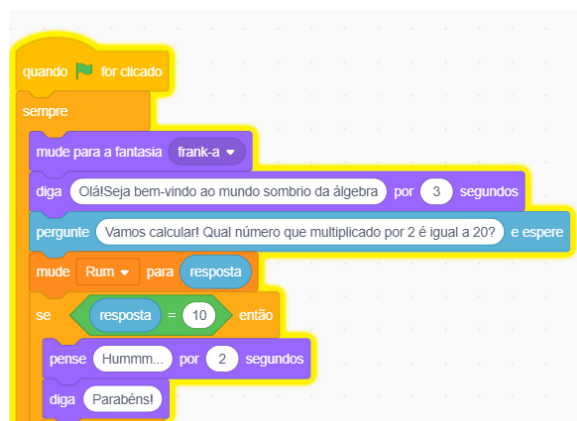 quando for clicado
sempre
mude para a fantasia frank-a
diga Olá!Seja bem-vindo ao mundo sombrio da álgebra por 3 segundos
pergunte Vamos calcular! Qual número que multiplicado por 2 é igual a 20? e espere
mude Rum para resposta
se resposta = 10 então
pense Hummm... por 2 segundos
diga Parabéns!